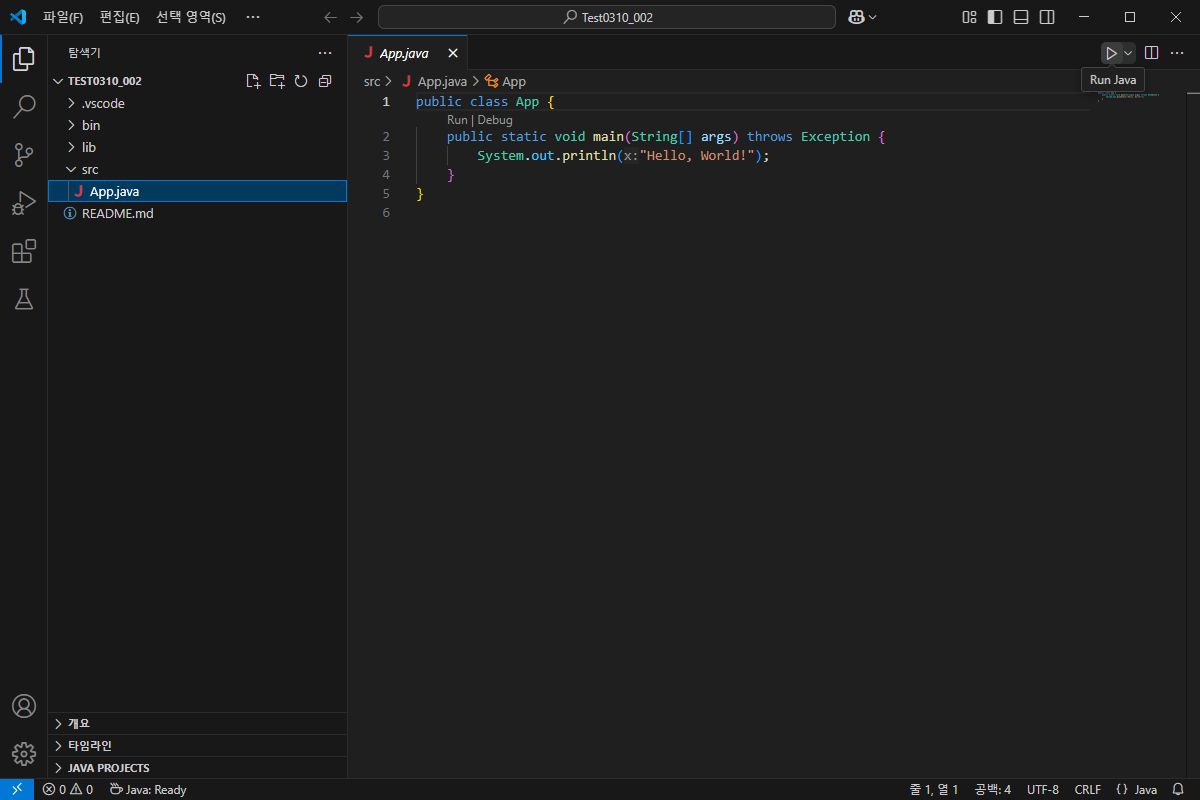 파일(F) 편집(E) 선택 영역(S) ··· Test0310_002
탐색기 ···
TEST0310_002
.vscode
bin
lib
src
J App.java
README.md
개요
타임라인
JAVA PROJECTS
J App.java
Run Java
src > J App.java > App
1 public class App {
Run | Debug
2 public static void main(String[] args) throws Exception {
3 System.out.println(x:"Hello, World!");
4 }
5 }
6
0 0 Java: Ready 줄 1, 열 1 공백: 4 UTF-8 CRLF {} Java